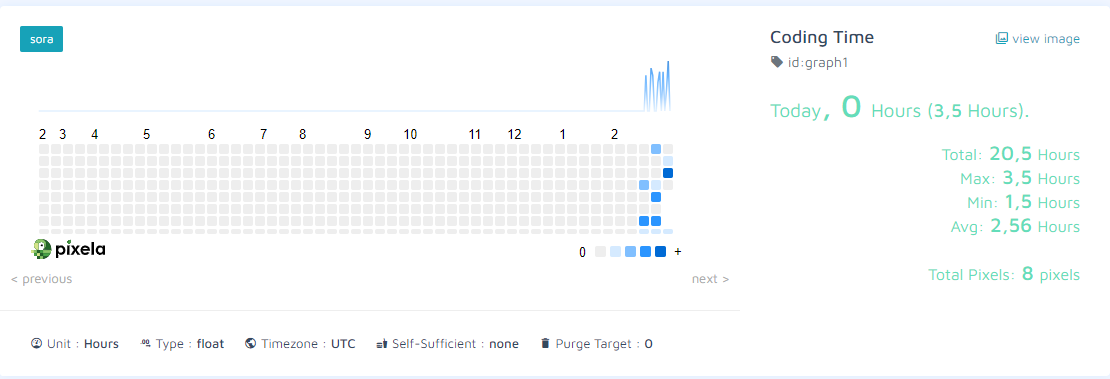 sora
2 3 4 5 6 7 8 9 10 11 12 1 2
pixela
0 +
< previous next >
Unit : Hours Type : float Timezone : UTC Self-Sufficient : none Purge Target : 0
Coding Time
view image
id:graph1
Today, 0 Hours (3,5 Hours).
Total: 20,5 Hours
Max: 3,5 Hours
Min: 1,5 Hours
Avg: 2,56 Hours
Total Pixels: 8 pixels